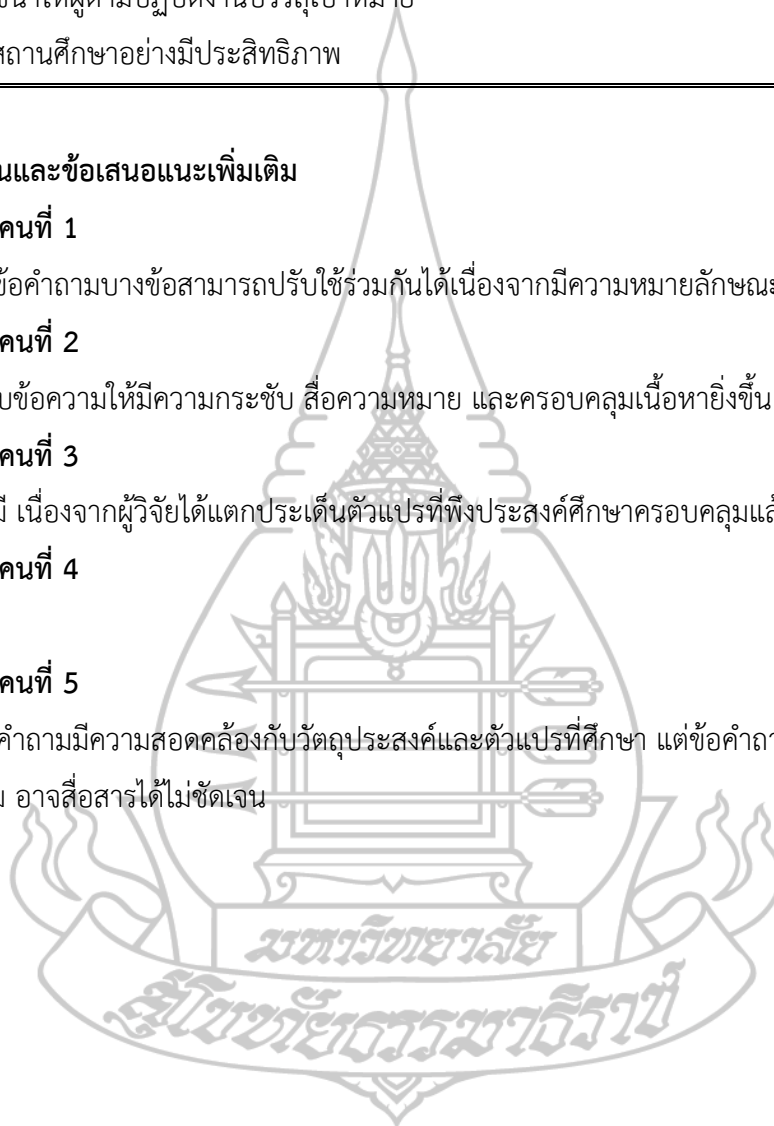 สถานศึกษาอย่างมีประสิทธิภาพ
นและข้อเสนอแนะเพิ่มเติม
คนที่ 1
ข้อคำถามบางข้อสามารถปรับใช้ร่วมกันได้เนื่องจากมีความหมายลักษณะ
คนที่ 2
บข้อความให้มีความกระชับ สื่อความหมาย และครอบคลุมเนื้อหายิ่งขึ้น
คนที่ 3
มี เนื่องจากผู้วิจัยได้แตกประเด็นตัวแปรที่พึงประสงค์ศึกษาครอบคลุมแล้
คนที่ 4
คนที่ 5
คำถามมีความสอดคล้องกับวัตถุประสงค์และตัวแปรที่ศึกษา แต่ข้อคำถา
ม อาจสื่อสารได้ไม่ชัดเจน
มหาวิทยาลัย
สุโขทัยธรรมาธิราช